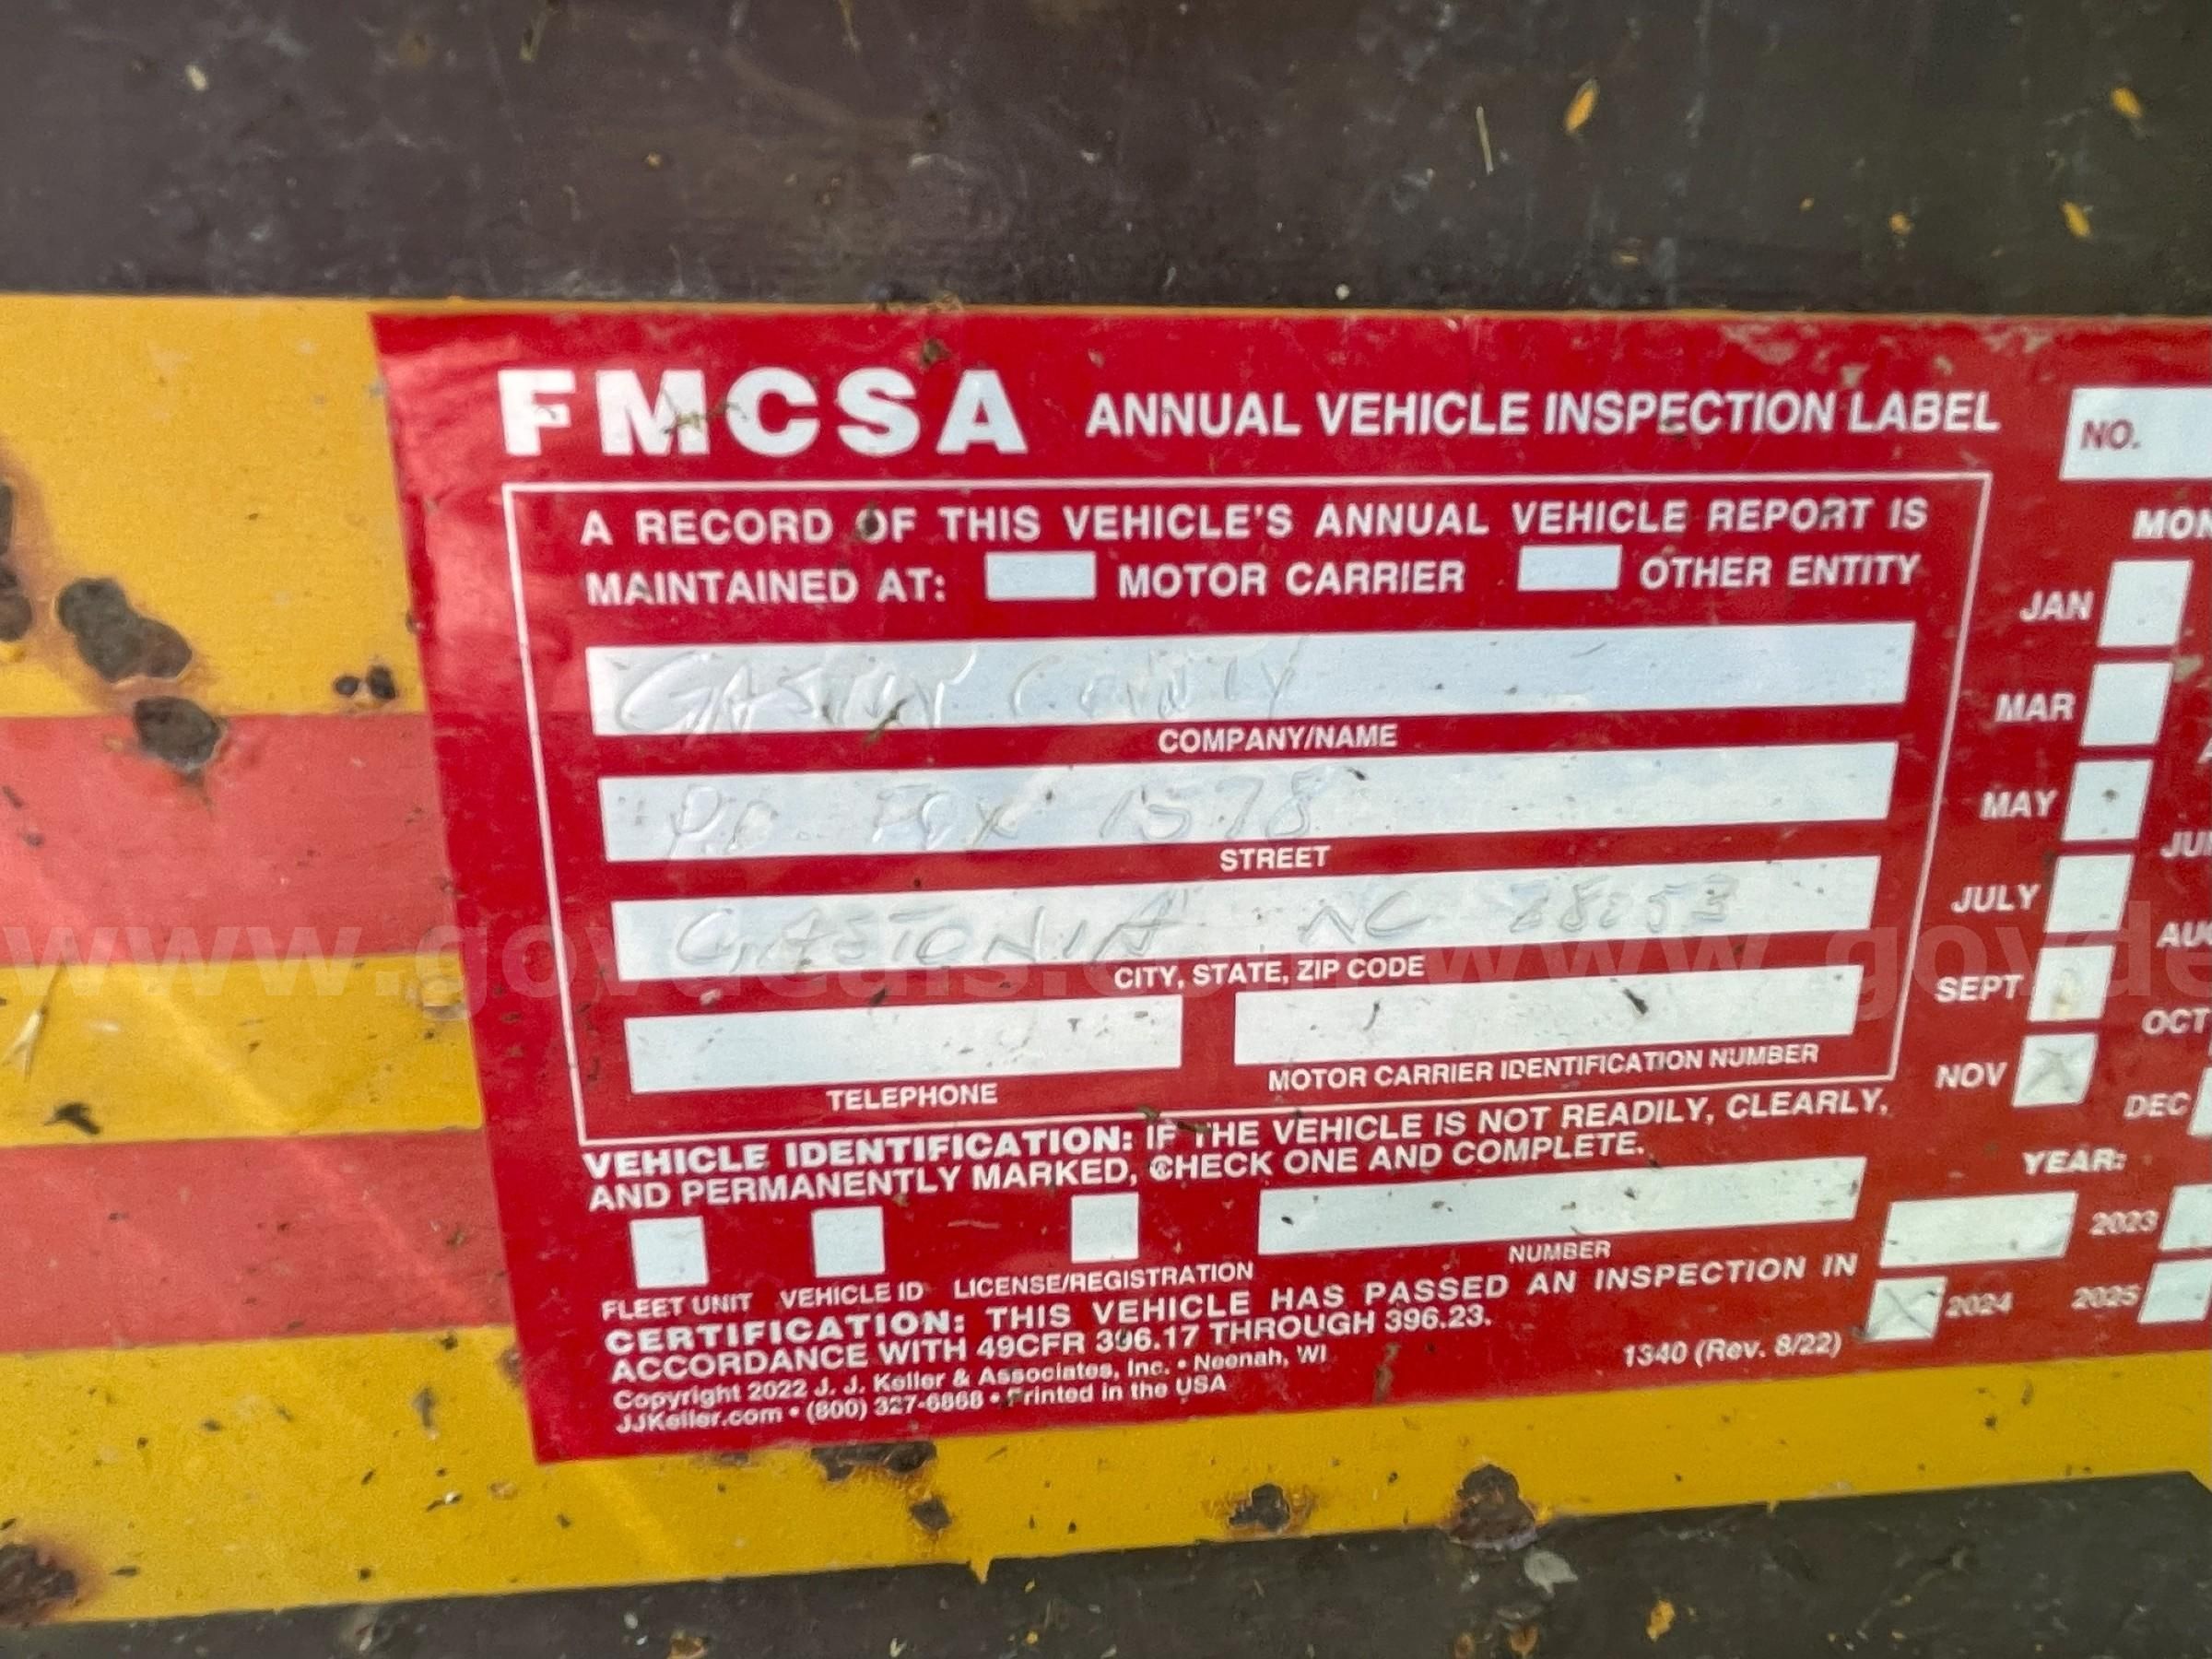 FMCSA ANNUAL VEHICLE INSPECTION LABEL
NO.
A RECORD OF THIS VEHICLE'S ANNUAL VEHICLE REPORT IS
MAINTAINED AT: MOTOR CARRIER OTHER ENTITY
GASTON COUNTY
COMPANY/NAME
P.O. BOX 1578
STREET
GASTONIA NC 28053
CITY, STATE, ZIP CODE
TELEPHONE
MOTOR CARRIER IDENTIFICATION NUMBER
VEHICLE IDENTIFICATION: IF THE VEHICLE IS NOT READILY, CLEARLY,
AND PERMANENTLY MARKED, CHECK ONE AND COMPLETE.
FLEET UNIT VEHICLE ID LICENSE/REGISTRATION
NUMBER
CERTIFICATION: THIS VEHICLE HAS PASSED AN INSPECTION IN
ACCORDANCE WITH 49CFR 396.17 THROUGH 396.23.
Copyright 2022 J. J. Keller & Associates, Inc. • Neenah, WI
JJKeller.com • (800) 327-6868 • Printed in the USA
1340 (Rev. 8/22)
JAN
MAR
MAY
JULY
SEPT
OCT
NOV X
DEC
YEAR:
2023
X 2024 2025
www.govdeals.com